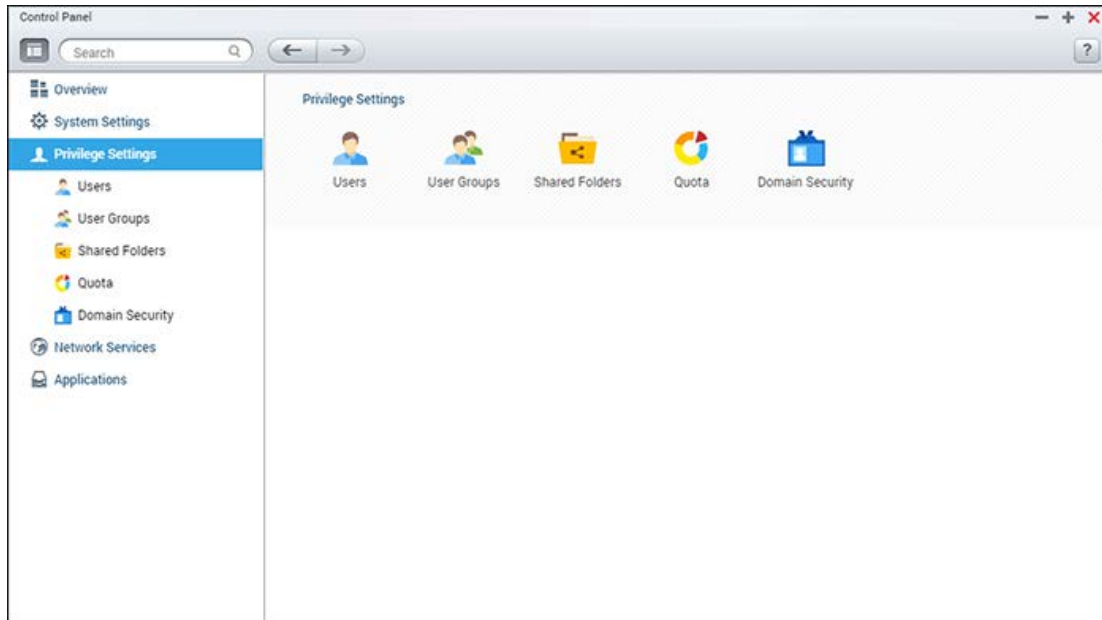 Control Panel
Search
?
Overview
System Settings
Privilege Settings
Users
User Groups
Shared Folders
Quota
Domain Security
Network Services
Applications
Privilege Settings
Users User Groups Shared Folders Quota Domain Security